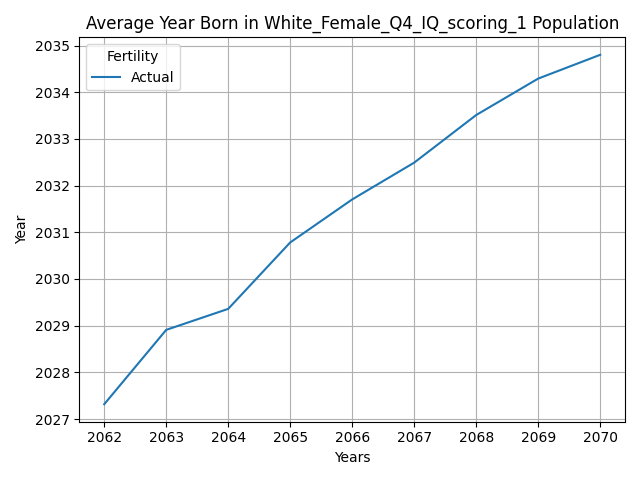 Average Year Born in White_Female_Q4_IQ_scoring_1 Population
Fertility
Actual
2035
2034
2033
2032
2031
2030
2029
2028
2027
Year
2062 2063 2064 2065 2066 2067 2068 2069 2070
Years